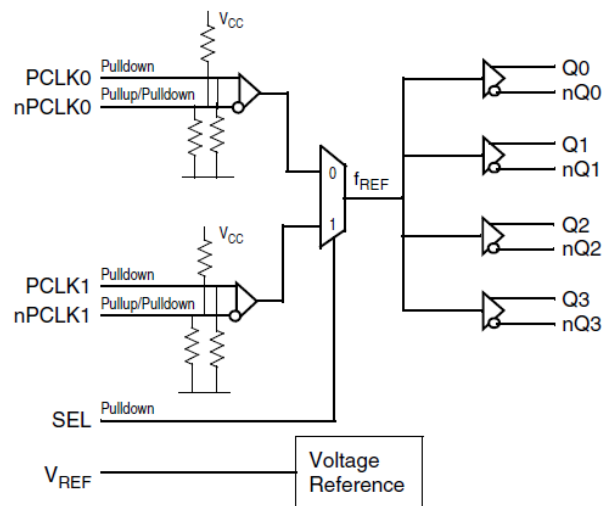 VCC
PCLK0 Pulldown
nPCLK0 Pullup/Pulldown
0
1
fREF
VCC
PCLK1 Pulldown
nPCLK1 Pullup/Pulldown
SEL Pulldown
VREF
Voltage
Reference
Q0
nQ0
Q1
nQ1
Q2
nQ2
Q3
nQ3